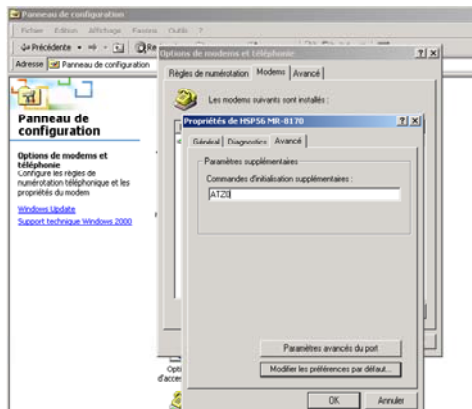 Panneau de configuration
Fichier Edition Affichage Favoris Outils ?
Précédente
Adresse Panneau de configuration
Panneau de
configuration
Options de modems et
téléphonie
Configure les règles de
numérotation téléphonique et les
propriétés du modem
Windows Update
Support technique Windows 2000
Options de modems et téléphonie
Règles de numérotation Modems Avancé
Les modems suivants sont installés :
Propriétés de HSP56 MR-8170
Général Diagnostics Avancé
Paramètres supplémentaires
Commandes d'initialisation supplémentaires :
ATZ0
Paramètres avancés du port
Modifier les préférences par défaut...
OK Annuler
Opti
d'acces